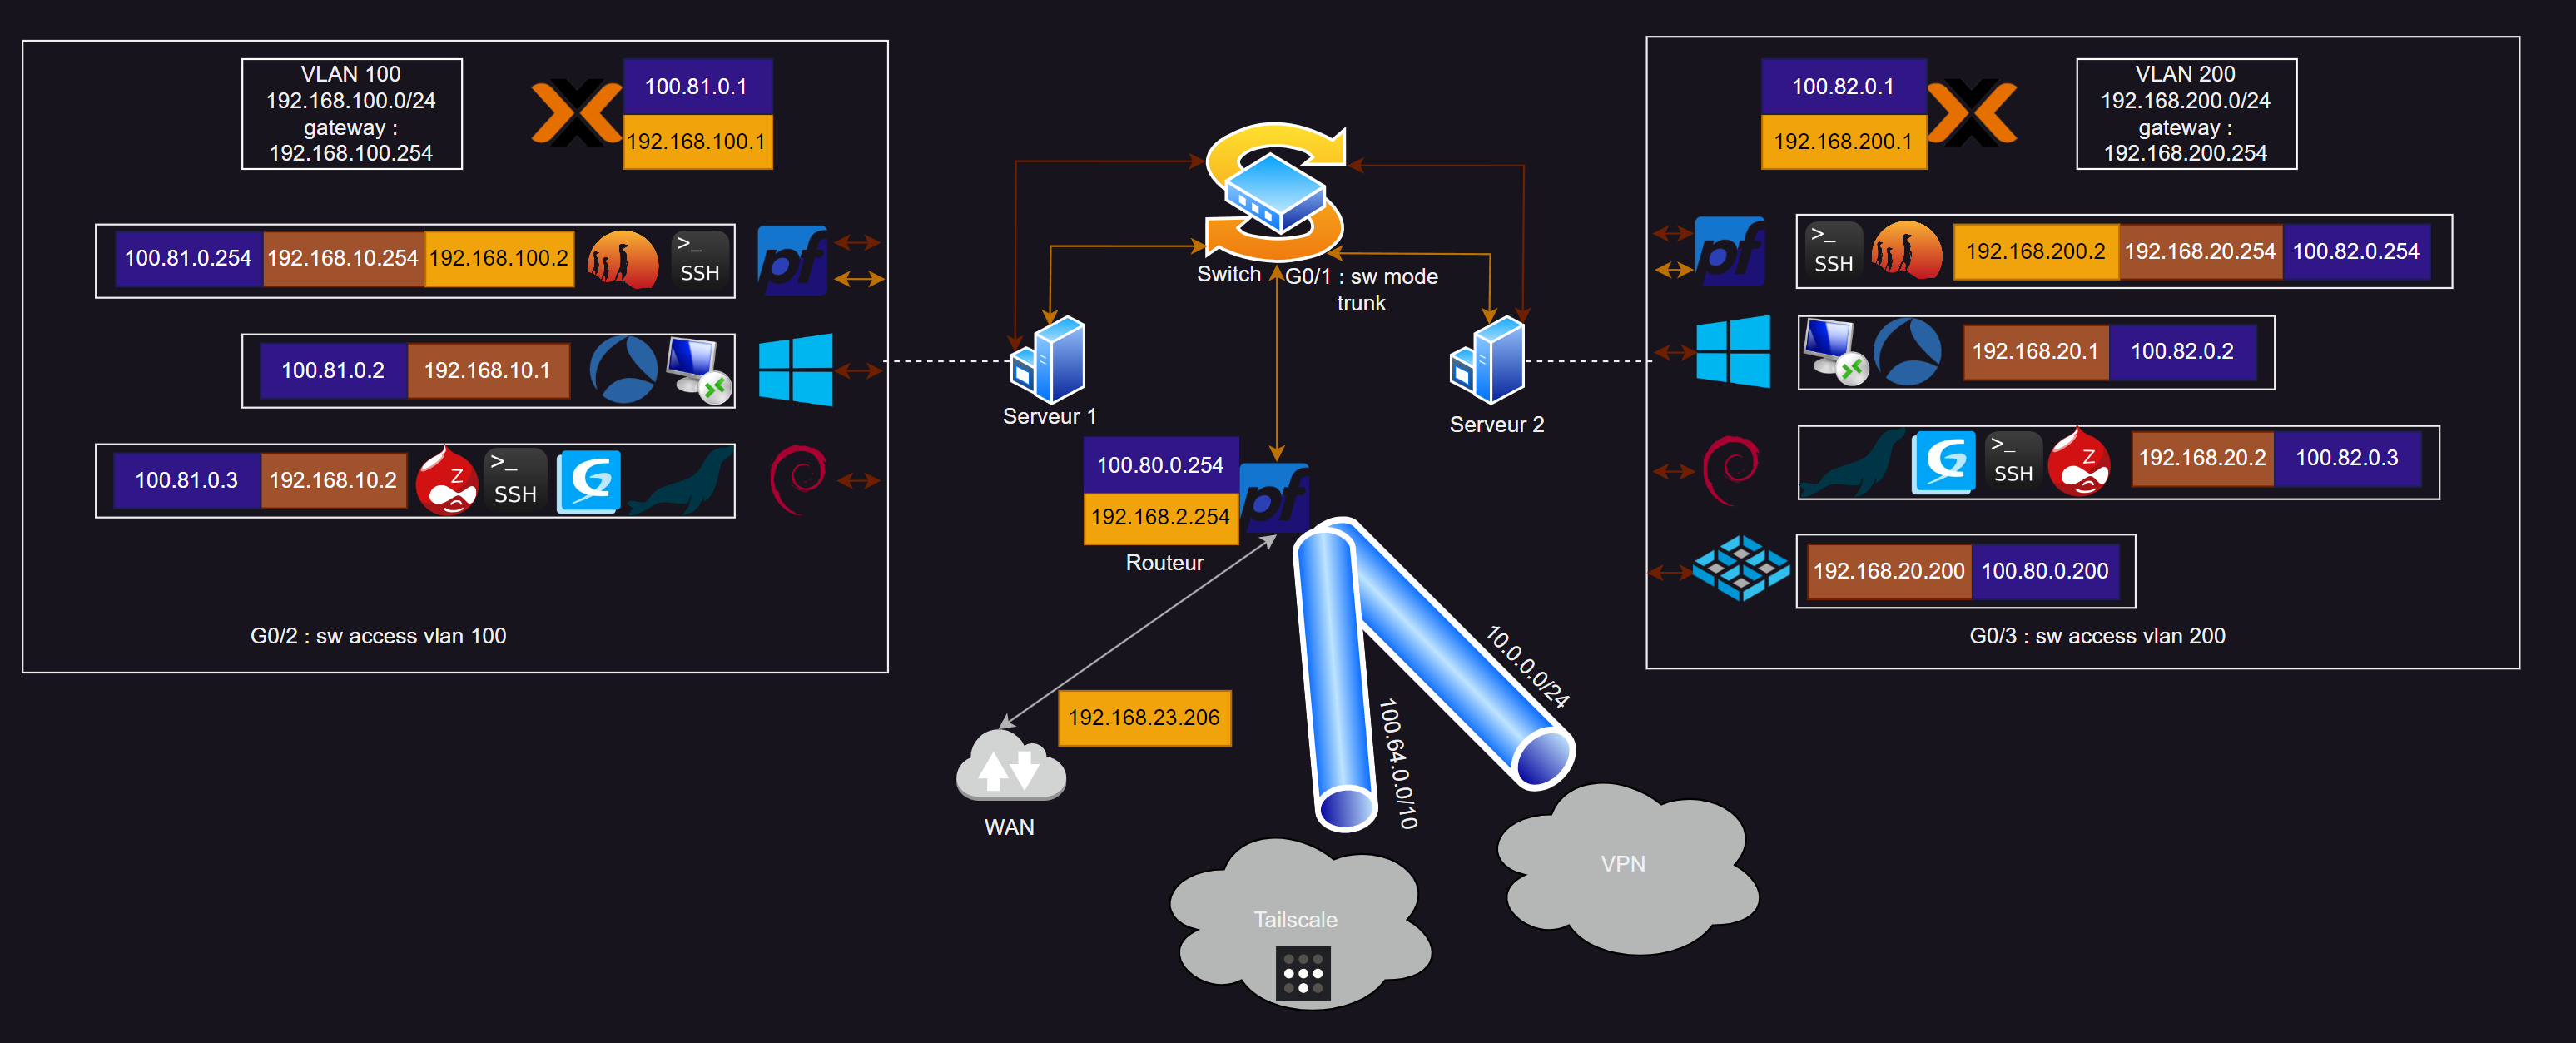 VLAN 100
192.168.100.0/24
gateway :
192.168.100.254
100.81.0.1
192.168.100.1
100.81.0.254 192.168.10.254 192.168.100.2 >_ SSH pf
100.81.0.2 192.168.10.1
100.81.0.3 192.168.10.2 Z >_ SSH
G0/2 : sw access vlan 100
Switch
G0/1 : sw mode
trunk
Serveur 1
Serveur 2
100.80.0.254
192.168.2.254
pf
Routeur
192.168.23.206
WAN
100.64.0.0/10
10.0.0.0/24
Tailscale
VPN
100.82.0.1
192.168.200.1
VLAN 200
192.168.200.0/24
gateway :
192.168.200.254
pf >_ SSH 192.168.200.2 192.168.20.254 100.82.0.254
192.168.20.1 100.82.0.2
>_ SSH Z 192.168.20.2 100.82.0.3
192.168.20.200 100.80.0.200
G0/3 : sw access vlan 200